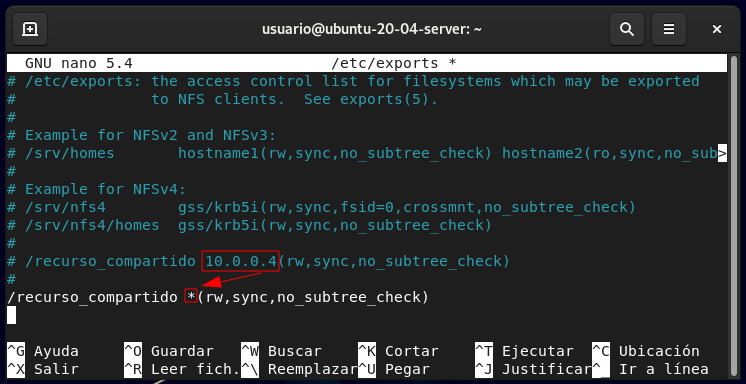 usuario@ubuntu-20-04-server: ~
GNU nano 5.4 /etc/exports *
# /etc/exports: the access control list for filesystems which may be exported
# to NFS clients. See exports(5).
#
# Example for NFSv2 and NFSv3:
# /srv/homes hostname1(rw,sync,no_subtree_check) hostname2(ro,sync,no_sub>
#
# Example for NFSv4:
# /srv/nfs4 gss/krb5i(rw,sync,fsid=0,crossmnt,no_subtree_check)
# /srv/nfs4/homes gss/krb5i(rw,sync,no_subtree_check)
#
# /recurso_compartido 10.0.0.4(rw,sync,no_subtree_check)
#
/recurso_compartido *(rw,sync,no_subtree_check)
^G Ayuda ^O Guardar ^W Buscar ^K Cortar ^T Ejecutar ^C Ubicación
^X Salir ^R Leer fich. ^\ Reemplazar ^U Pegar ^J Justificar ^_ Ir a línea